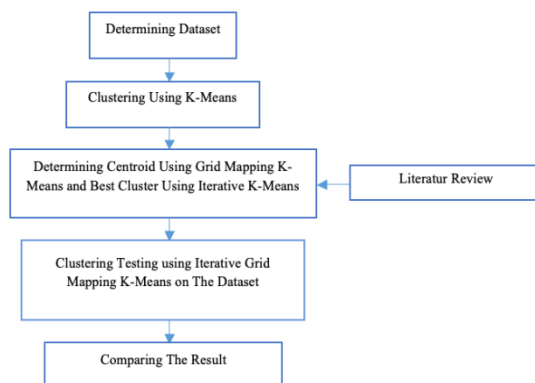 Determining Dataset
Clustering Using K-Means
Determining Centroid Using Grid Mapping K-
Means and Best Cluster Using Iterative K-Means
Literatur Review
Clustering Testing using Iterative Grid
Mapping K-Means on The Dataset
Comparing The Result